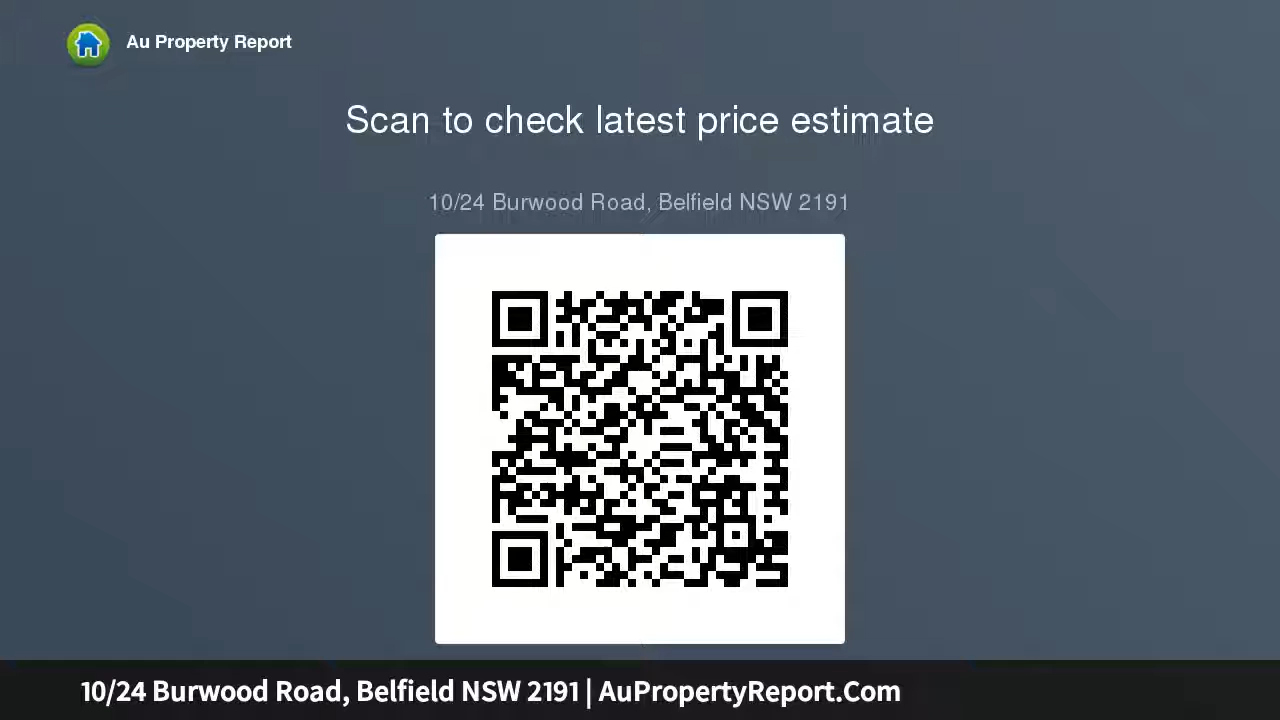 Au Property Report
Scan to check latest price estimate
10/24 Burwood Road, Belfield NSW 2191
10/24 Burwood Road, Belfield NSW 2191 | AuPropertyReport.Com